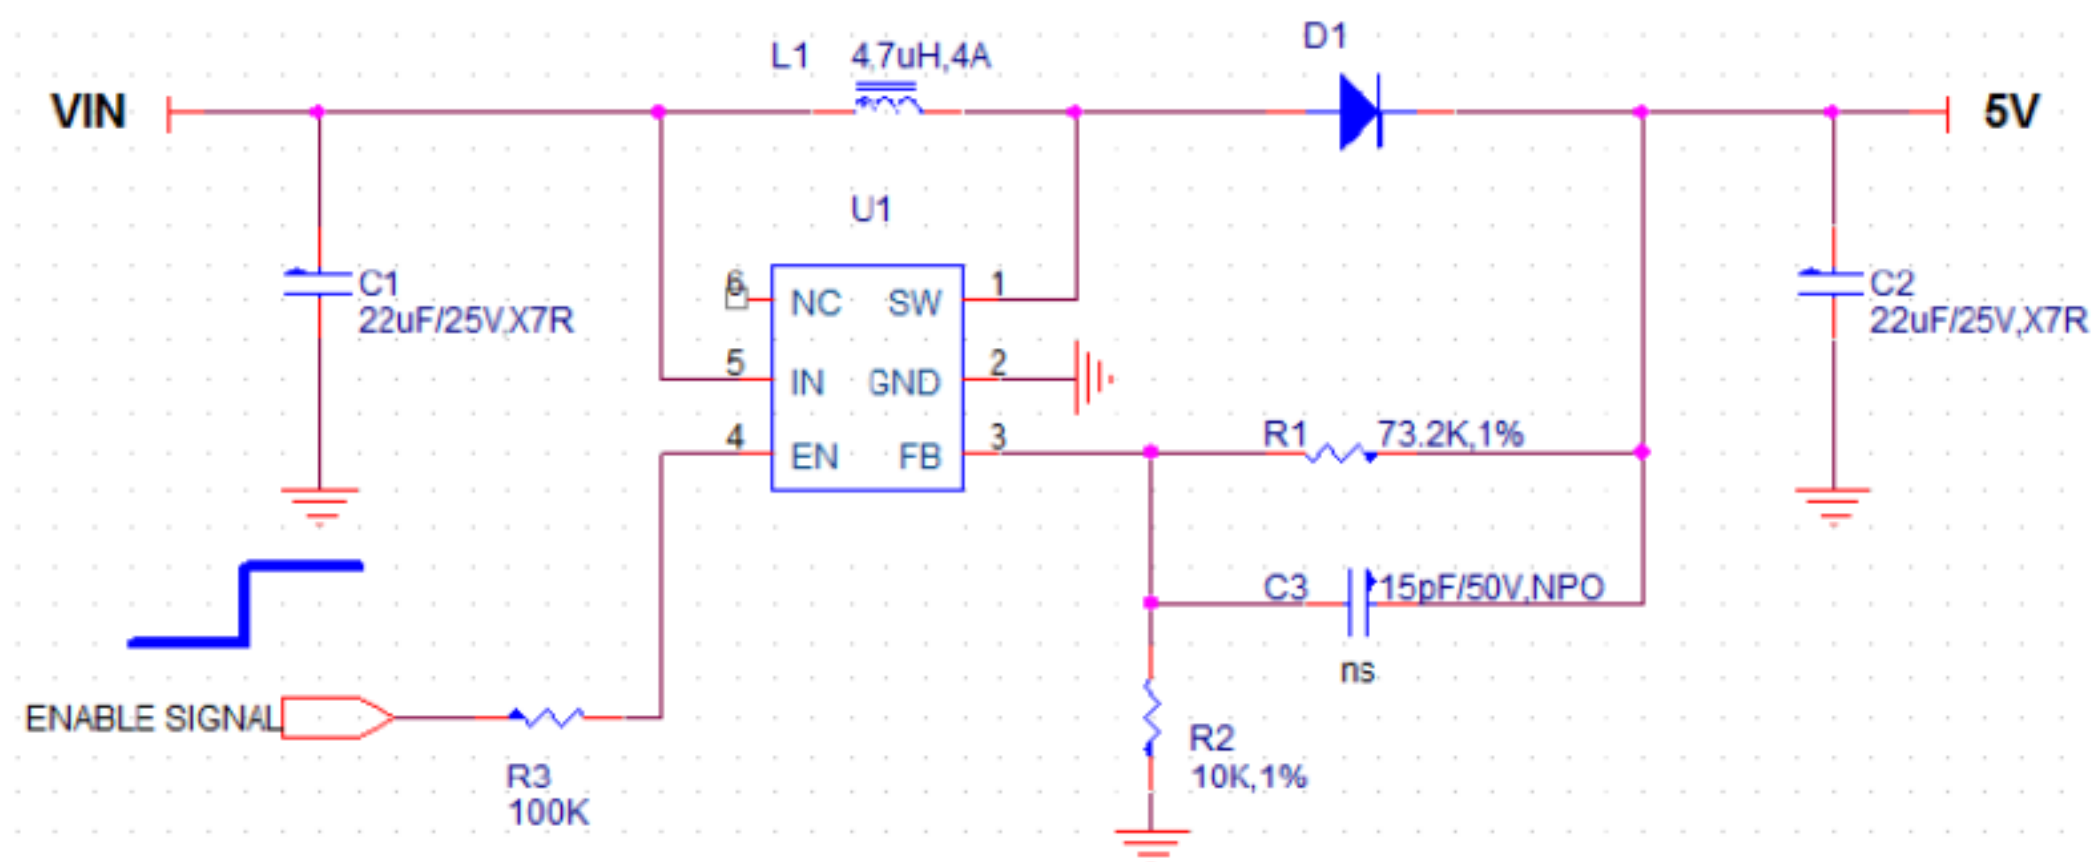 L1 4.7uH,4A
D1
VIN
5V
U1
6 NC SW 1
5 IN GND 2
4 EN FB 3
C1
22uF/25V,X7R
C2
22uF/25V,X7R
R1 73.2K,1%
C3 15pF/50V,NPO
ns
ENABLE SIGNAL
R2
10K,1%
R3
100K